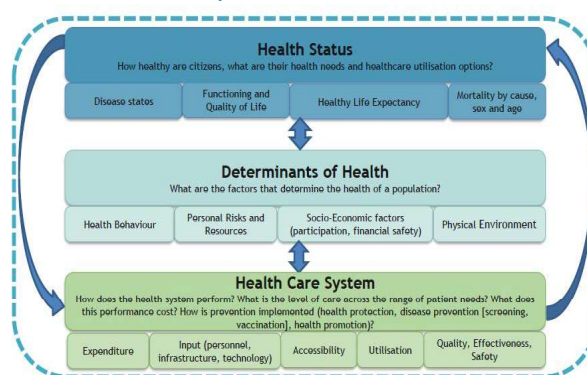 Health Status
How healthy are citizens, what are their health needs and healthcare utilisation options?
Disease states
Functioning and
Quality of Life
Healthy Life Expectancy
Mortality by cause,
sex and age
Determinants of Health
What are the factors that determine the health of a population?
Health Behaviour
Personal Risks and
Resources
Socio-Economic factors
(participation, financial safety)
Physical Environment
Health Care System
How does the health system perform? What is the level of care across the range of patient needs? What does
this performance cost? How is prevention implemented (health protection, disease prevention [screening,
vaccination], health promotion)?
Expenditure
Input (personnel,
infrastructure, technology)
Accessibility
Utilisation
Quality, Effectiveness,
Safety